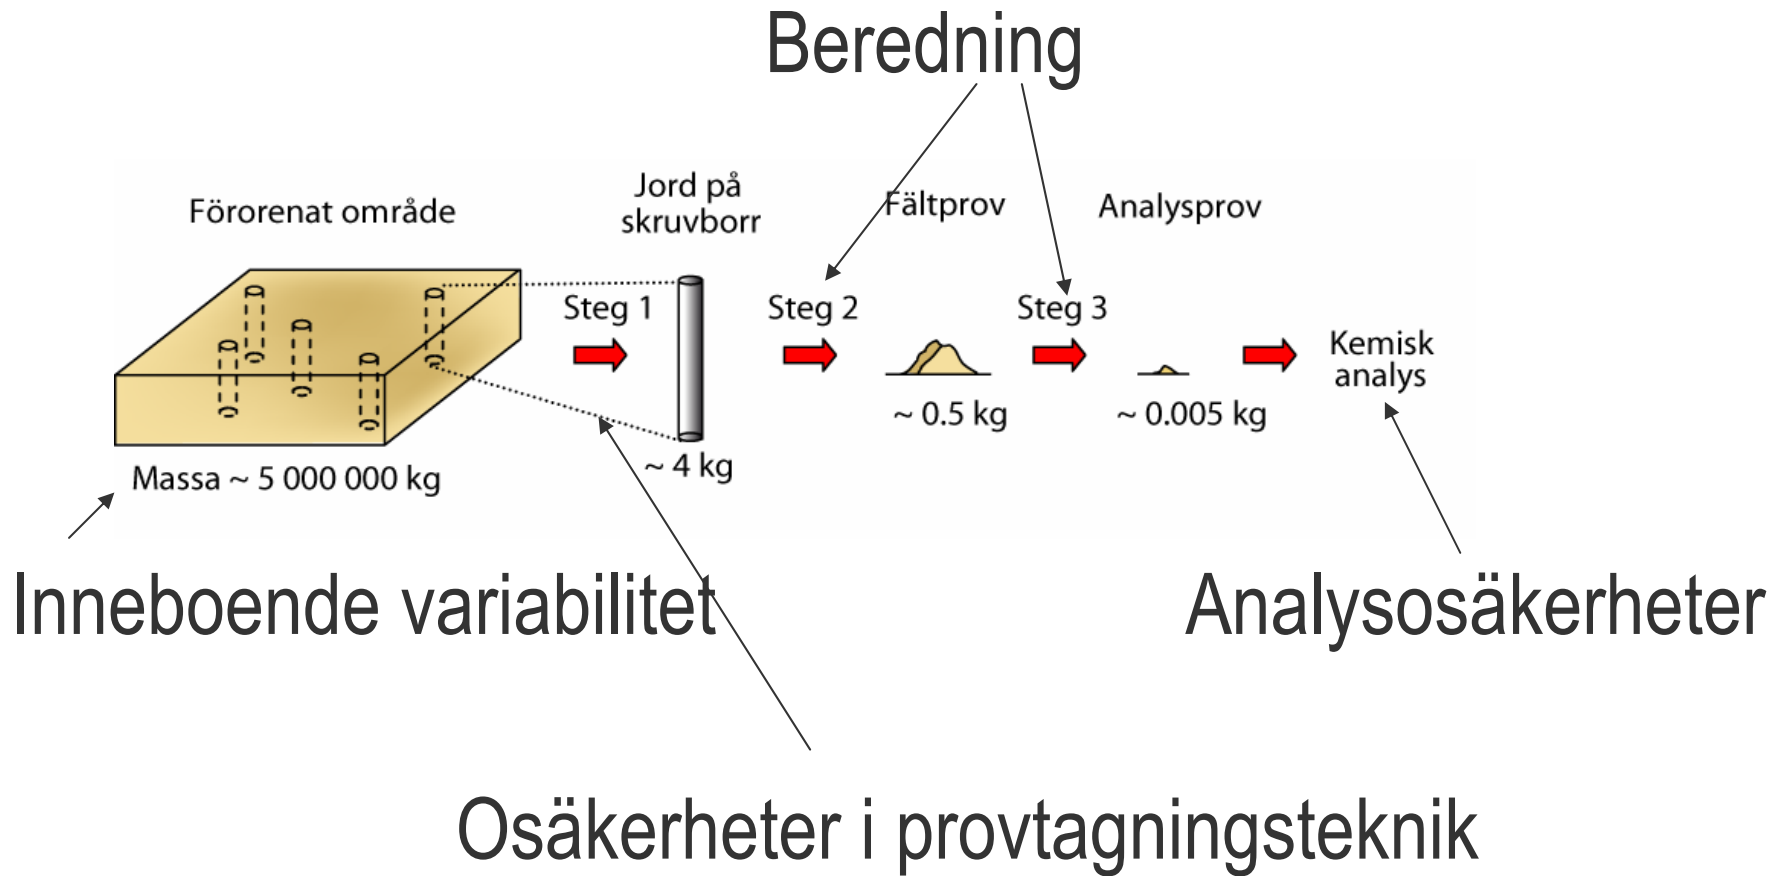 Beredning
Förorenat område
Jord på
skruvborr
Fältprov
Analysprov
Steg 1
Steg 2
Steg 3
Kemisk
analys
~ 0.5 kg
~ 0.005 kg
~ 4 kg
Massa ~ 5 000 000 kg
Inneboende variabilitet
Analysosäkerheter
Osäkerheter i provtagningsteknik